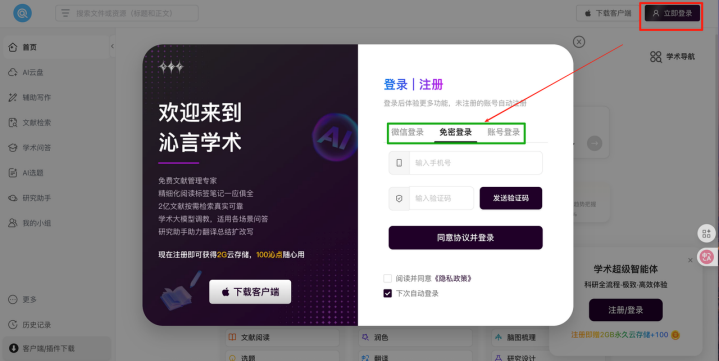 搜索文件或资源（标题和正文）
下载客户端
立即登录
首页
AI云盘
辅助写作
文献检索
学术问答
AI选题
研究助手
我的小组
更多
历史记录
客户端/插件下载
学术导航
欢迎来到
沁言学术
AI
免费文献管理专家
精细化阅读标签笔记一应俱全
2亿文献按需检索真实可靠
学术大模型调教，适用各场景问答
研究助手助力翻译总结扩改写
现在注册即可获得2G云存储，100沁点随心用
下载客户端
登录 | 注册
登录后体验更多功能，未注册的账号自动注册
微信登录 免密登录 账号登录
输入手机号
输入验证码
发送验证码
同意协议并登录
阅读并同意《隐私政策》
下次自动登录
学术超级智能体
科研全流程·极致·高效体验
注册/登录
注册即赠2GB永久云存储+100
文献阅读
润色
脑图梳理
选题
翻译
研究设计